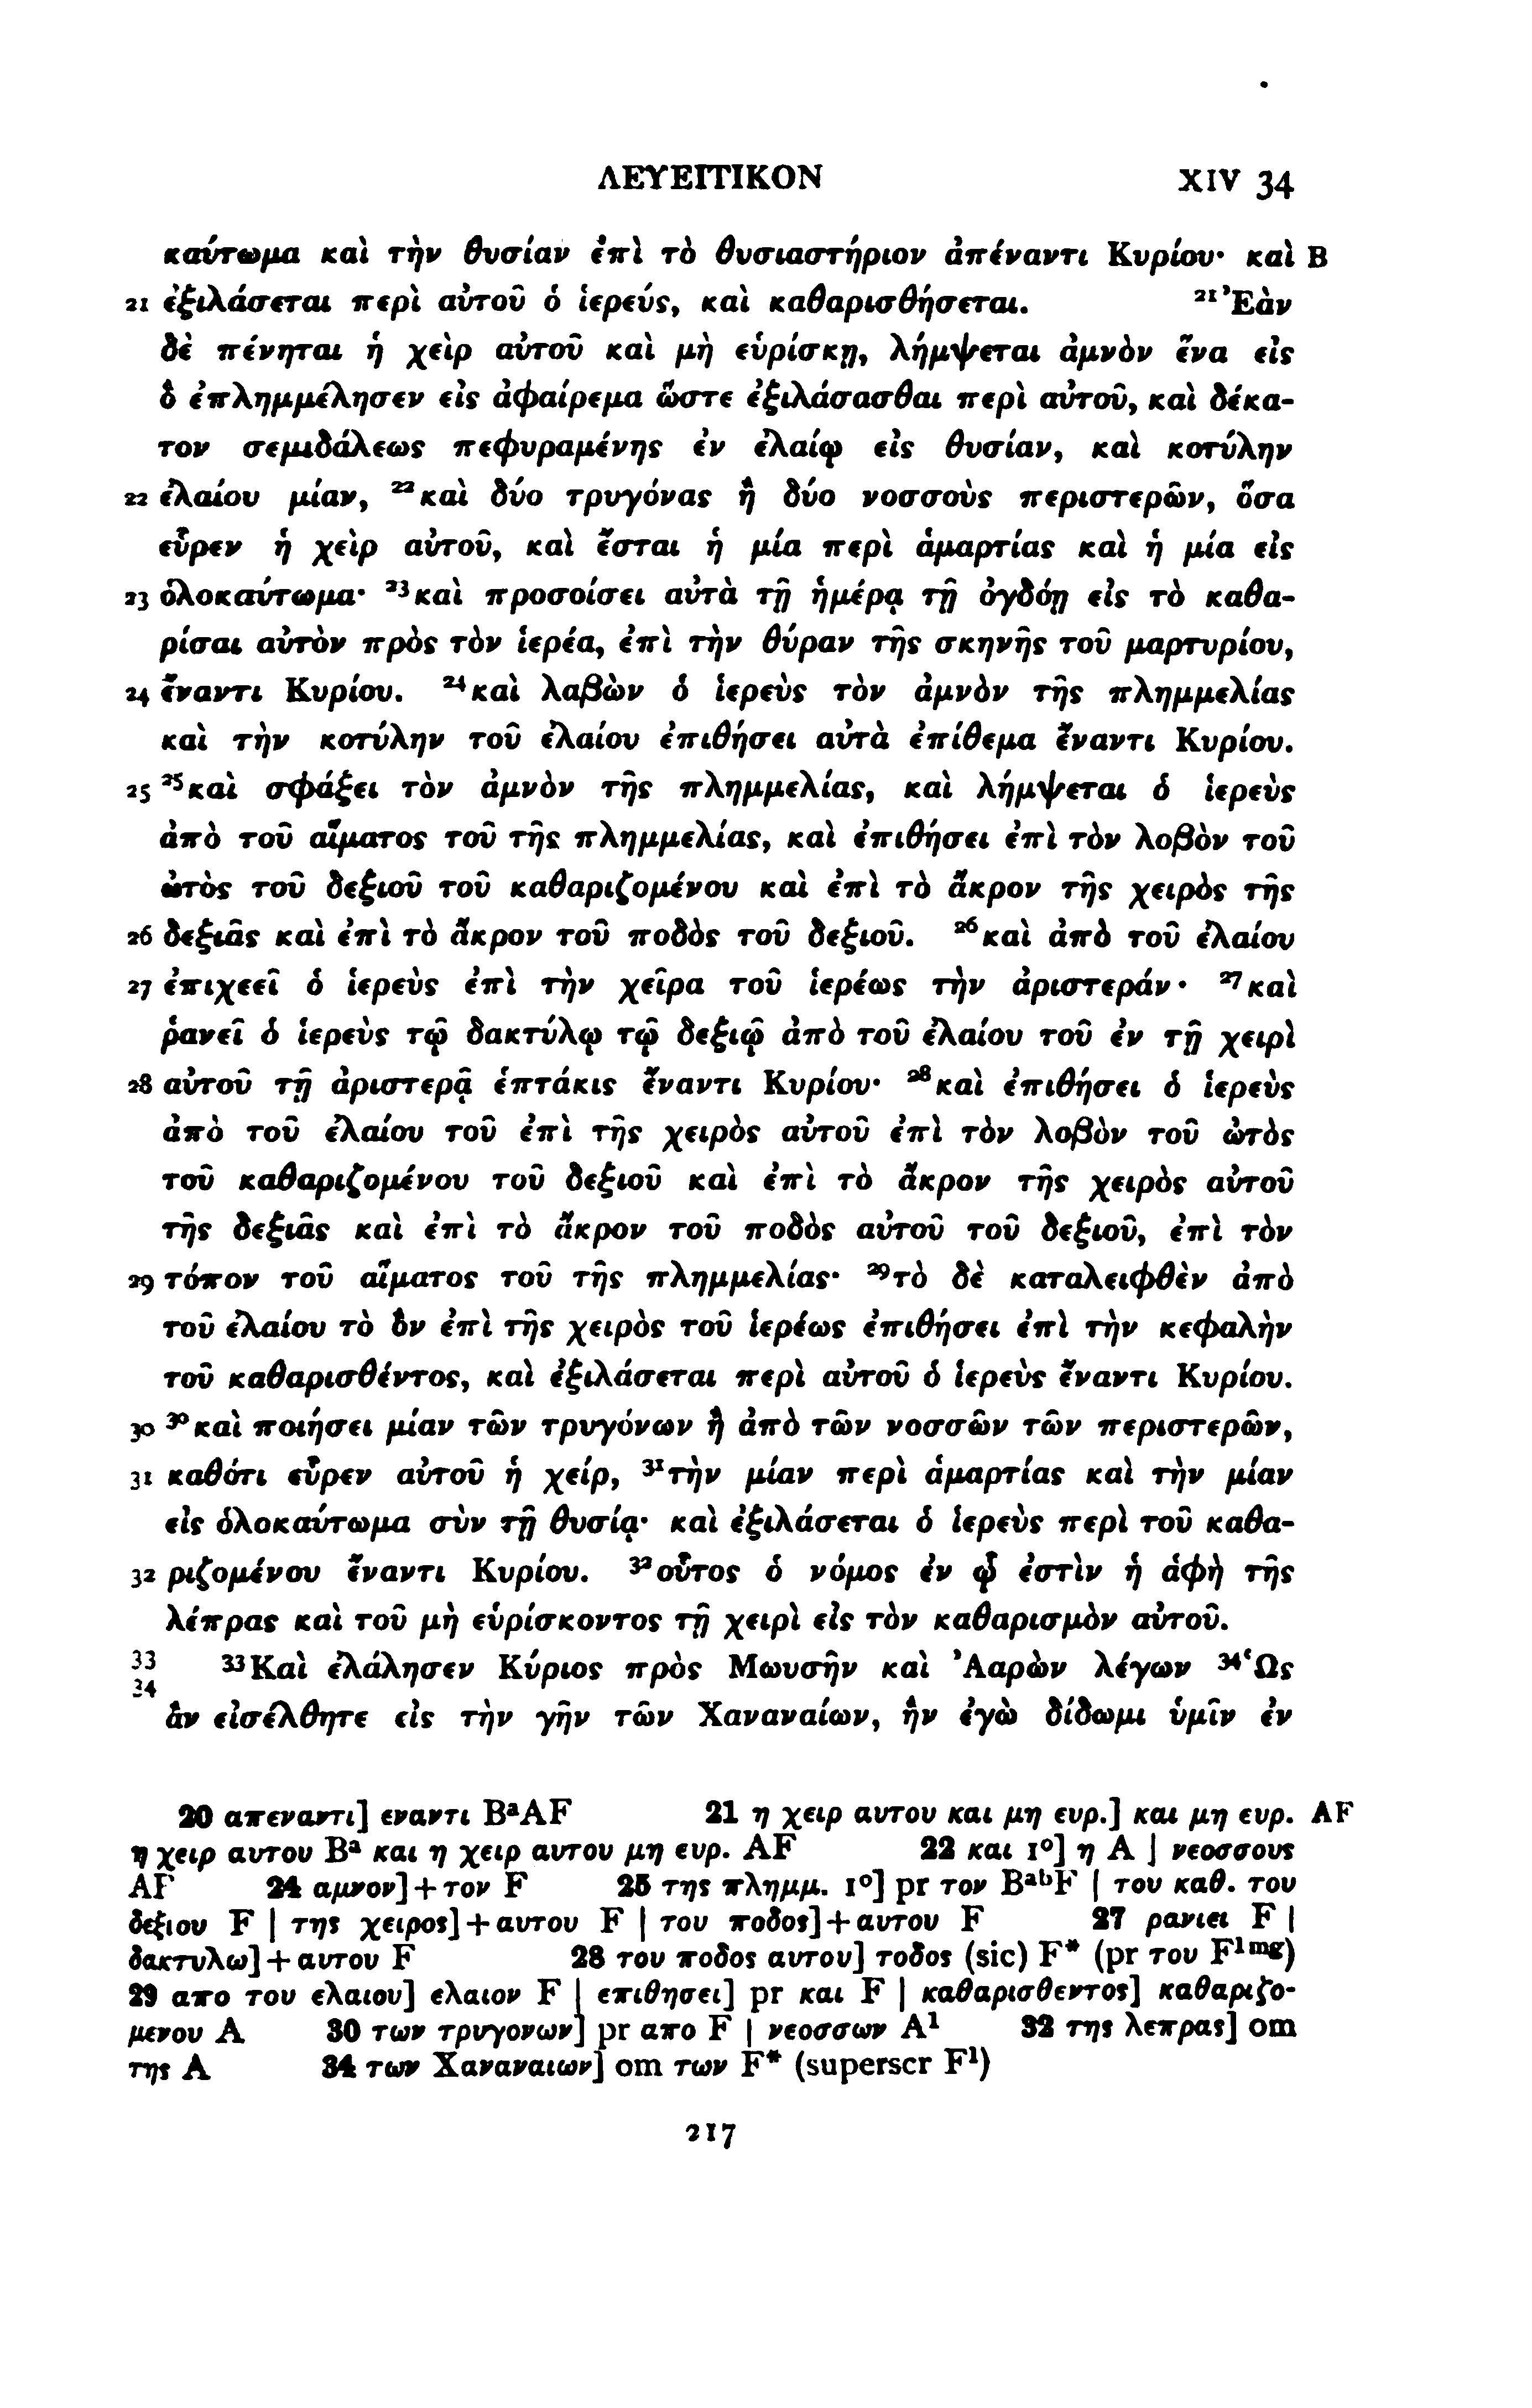 ΛΕΥΕΙΤΙΚΟΝ XIV 34
καύτωμα καὶ τὴν θυσίαν ἐπὶ τὸ θυσιαστήριον ἀπέναντι Κυρίου· καὶ B
21 ἐξιλάσεται περὶ αὐτοῦ ὁ ἱερεύς, καὶ καθαρισθήσεται. ²¹Ἐὰν
δὲ πένηται ἡ χεὶρ αὐτοῦ καὶ μὴ εὑρίσκῃ, λήμψεται ἀμνὸν ἕνα εἰς
ὃ ἐπλημμέλησεν εἰς ἀφαίρεμα ὥστε ἐξιλάσασθαι περὶ αὐτοῦ, καὶ δέκα-
τον σεμιδάλεως πεφυραμένης ἐν ἐλαίῳ εἰς θυσίαν, καὶ κοτύλην
22 ἐλαίου μίαν, ²²καὶ δύο τρυγόνας ἢ δύο νοσσοὺς περιστερῶν, ὅσα
εὗρεν ἡ χεὶρ αὐτοῦ, καὶ ἔσται ἡ μία περὶ ἁμαρτίας καὶ ἡ μία εἰς
23 ὁλοκαύτωμα· ²³καὶ προσοίσει αὐτὰ τῇ ἡμέρᾳ τῇ ὀγδόῃ εἰς τὸ καθα-
ρίσαι αὐτὸν πρὸς τὸν ἱερέα, ἐπὶ τὴν θύραν τῆς σκηνῆς τοῦ μαρτυρίου,
24 ἔναντι Κυρίου. ²⁴καὶ λαβὼν ὁ ἱερεὺς τὸν ἀμνὸν τῆς πλημμελίας
καὶ τὴν κοτύλην τοῦ ἐλαίου ἐπιθήσει αὐτὰ ἐπίθεμα ἔναντι Κυρίου.
25 ²⁵καὶ σφάξει τὸν ἀμνὸν τῆς πλημμελίας, καὶ λήμψεται ὁ ἱερεὺς
ἀπὸ τοῦ αἵματος τοῦ τῆς πλημμελίας, καὶ ἐπιθήσει ἐπὶ τὸν λοβὸν τοῦ
ὠτὸς τοῦ δεξιοῦ τοῦ καθαριζομένου καὶ ἐπὶ τὸ ἄκρον τῆς χειρὸς τῆς
26 δεξιᾶς καὶ ἐπὶ τὸ ἄκρον τοῦ ποδὸς τοῦ δεξιοῦ. ²⁶καὶ ἀπὸ τοῦ ἐλαίου
27 ἐπιχεεῖ ὁ ἱερεὺς ἐπὶ τὴν χεῖρα τοῦ ἱερέως τὴν ἀριστεράν· ²⁷καὶ
ῥανεῖ ὁ ἱερεὺς τῷ δακτύλῳ τῷ δεξιῷ ἀπὸ τοῦ ἐλαίου τοῦ ἐν τῇ χειρὶ
28 αὐτοῦ τῇ ἀριστερᾷ ἑπτάκις ἔναντι Κυρίου· ²⁸καὶ ἐπιθήσει ὁ ἱερεὺς
ἀπὸ τοῦ ἐλαίου τοῦ ἐπὶ τῆς χειρὸς αὐτοῦ ἐπὶ τὸν λοβὸν τοῦ ὠτὸς
τοῦ καθαριζομένου τοῦ δεξιοῦ καὶ ἐπὶ τὸ ἄκρον τῆς χειρὸς αὐτοῦ
τῆς δεξιᾶς καὶ ἐπὶ τὸ ἄκρον τοῦ ποδὸς αὐτοῦ τοῦ δεξιοῦ, ἐπὶ τὸν
29 τόπον τοῦ αἵματος τοῦ τῆς πλημμελίας· ²⁹τὸ δὲ καταλειφθὲν ἀπὸ
τοῦ ἐλαίου τὸ ὂν ἐπὶ τῆς χειρὸς τοῦ ἱερέως ἐπιθήσει ἐπὶ τὴν κεφαλὴν
τοῦ καθαρισθέντος, καὶ ἐξιλάσεται περὶ αὐτοῦ ὁ ἱερεὺς ἔναντι Κυρίου.
30 ³⁰καὶ ποιήσει μίαν τῶν τρυγόνων ἢ ἀπὸ τῶν νοσσῶν τῶν περιστερῶν,
31 καθότι εὗρεν αὐτοῦ ἡ χείρ, ³¹τὴν μίαν περὶ ἁμαρτίας καὶ τὴν μίαν
εἰς ὁλοκαύτωμα σὺν τῇ θυσίᾳ· καὶ ἐξιλάσεται ὁ ἱερεὺς περὶ τοῦ καθα-
32 ριζομένου ἔναντι Κυρίου. ³²οὗτος ὁ νόμος ἐν ᾧ ἐστὶν ἡ ἁφὴ τῆς
λέπρας καὶ τοῦ μὴ εὑρίσκοντος τῇ χειρὶ εἰς τὸν καθαρισμὸν αὐτοῦ.
33 ³³Καὶ ἐλάλησεν Κύριος πρὸς Μωυσῆν καὶ Ἀαρὼν λέγων ³⁴Ὡς
34
ἂν εἰσέλθητε εἰς τὴν γῆν τῶν Χαναναίων, ἣν ἐγὼ δίδωμι ὑμῖν ἐν
20 απεναντι] εναντι BᵃAF 21 η χειρ αυτου και μη ευρ.] και μη ευρ. AF
η χειρ αυτου Bᵃ και η χειρ αυτου μη ευρ. AF 22 και 1°] η A | νεοσσους
AF 24 αμνον]+τον F 25 της πλημμ. 1°] pr τον BᵃᵇF | του καθ. του
δεξιου F | της χειρος]+αυτου F | του ποδος]+αυτου F 27 ρανιει F |
δακτυλω]+αυτου F 28 του ποδος αυτου] τοδος (sic) F* (pr του F¹ᵐᵍ)
29 απο του ελαιου] ελαιον F | επιθησει] pr και F | καθαρισθεντος] καθαριζο-
μενου A 30 των τρυγονων] pr απο F | νεοσσων A¹ 32 της λεπρας] om
της A 34 των Χαναναιων] om των F* (superscr F¹)
217